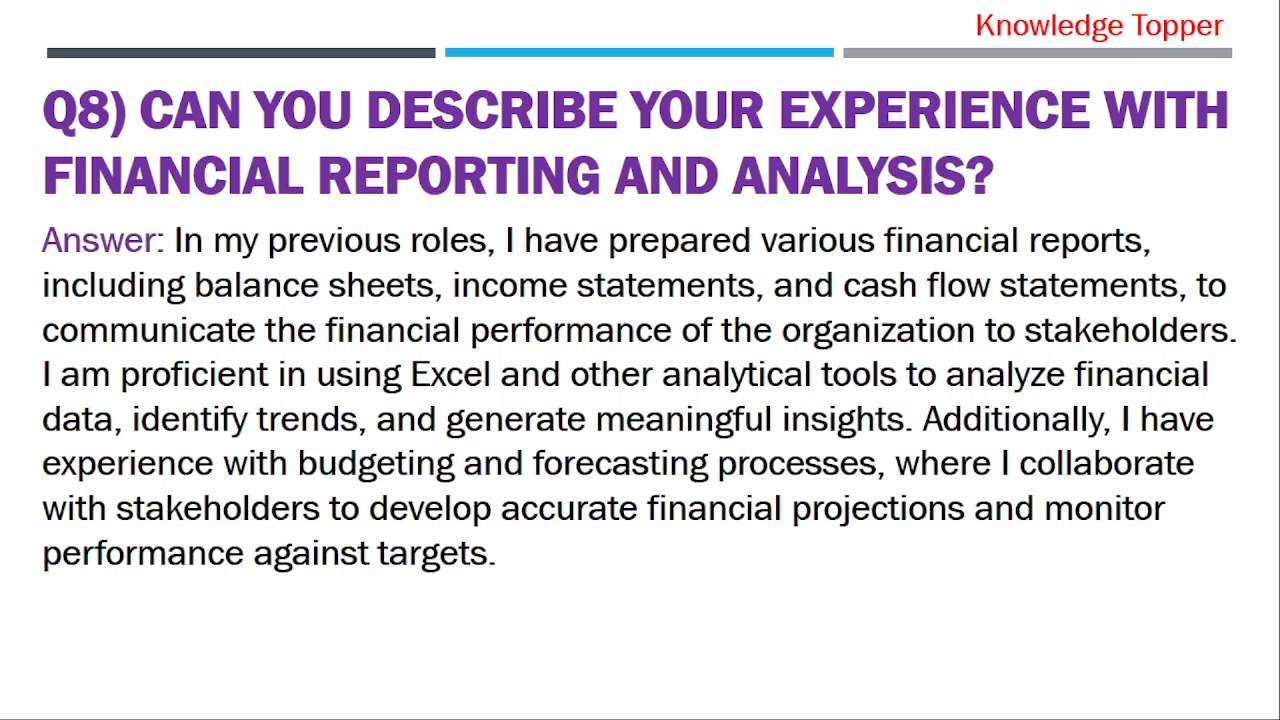 Knowledge Topper
Q8) CAN YOU DESCRIBE YOUR EXPERIENCE WITH
FINANCIAL REPORTING AND ANALYSIS?
Answer: In my previous roles, I have prepared various financial reports,
including balance sheets, income statements, and cash flow statements, to
communicate the financial performance of the organization to stakeholders.
I am proficient in using Excel and other analytical tools to analyze financial
data, identify trends, and generate meaningful insights. Additionally, I have
experience with budgeting and forecasting processes, where I collaborate
with stakeholders to develop accurate financial projections and monitor
performance against targets.